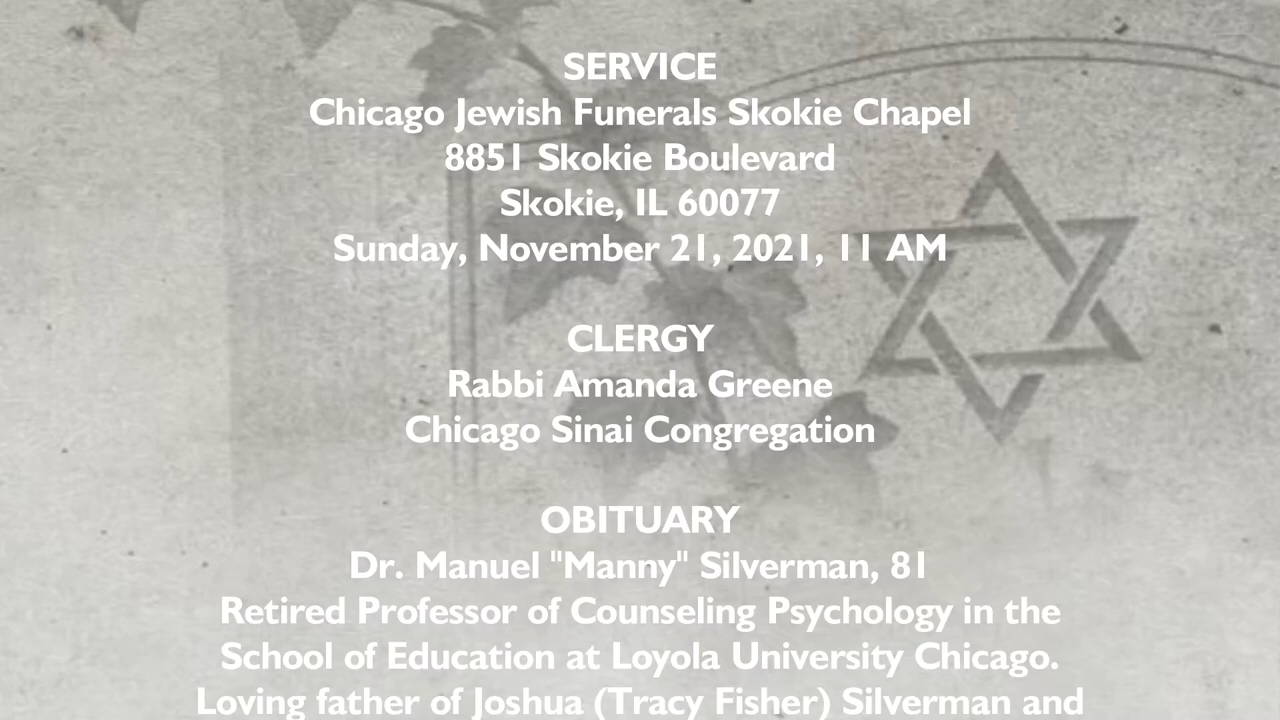 SERVICE
Chicago Jewish Funerals Skokie Chapel
8851 Skokie Boulevard
Skokie, IL 60077
Sunday, November 21, 2021, 11 AM
CLERGY
Rabbi Amanda Greene
Chicago Sinai Congregation
OBITUARY
Dr. Manuel "Manny" Silverman, 81
Retired Professor of Counseling Psychology in the
School of Education at Loyola University Chicago.
Loving father of Joshua (Tracy Fisher) Silverman and